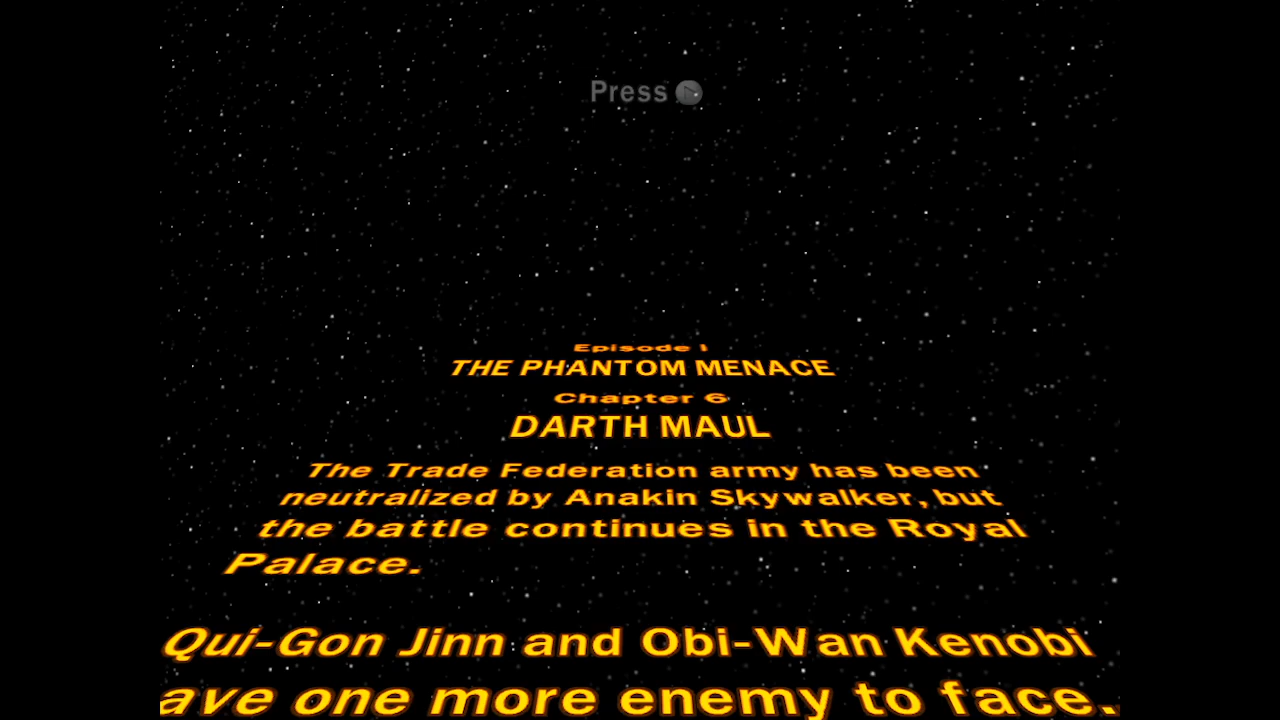 Press
Episode I
THE PHANTOM MENACE
Chapter 6
DARTH MAUL
The Trade Federation army has been
neutralized by Anakin Skywalker, but
the battle continues in the Royal
Palace.
Qui-Gon Jinn and Obi-Wan Kenobi
ave one more enemy to face.